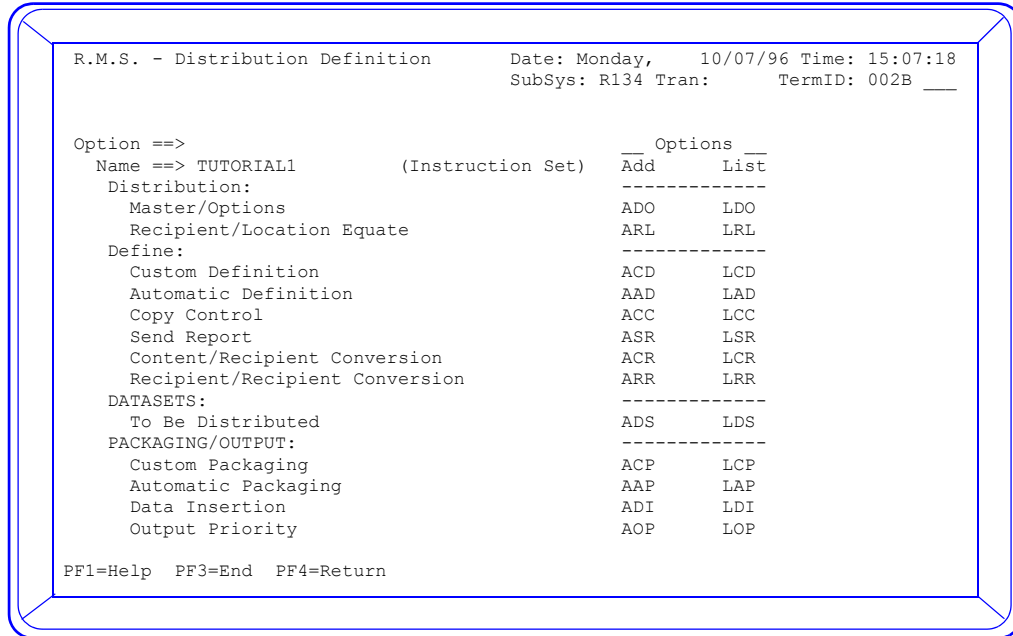 R.M.S. - Distribution Definition Date: Monday, 10/07/96 Time: 15:07:18
SubSys: R134 Tran: TermID: 002B ___
Option ==> __ Options __
Name ==> TUTORIAL1 (Instruction Set) Add List
Distribution: -------------
Master/Options ADO LDO
Recipient/Location Equate ARL LRL
Define: -------------
Custom Definition ACD LCD
Automatic Definition AAD LAD
Copy Control ACC LCC
Send Report ASR LSR
Content/Recipient Conversion ACR LCR
Recipient/Recipient Conversion ARR LRR
DATASETS: -------------
To Be Distributed ADS LDS
PACKAGING/OUTPUT: -------------
Custom Packaging ACP LCP
Automatic Packaging AAP LAP
Data Insertion ADI LDI
Output Priority AOP LOP
PF1=Help PF3=End PF4=Return